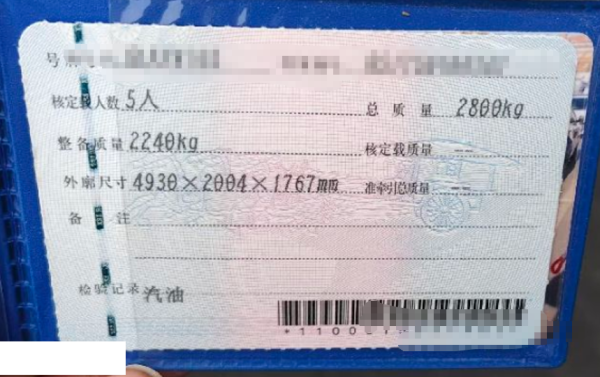 号牌
核定载人数 5人 总质量 2800kg
整备质量 2240kg 核定载质量 --
外廓尺寸 4930×2004×1767mm 准牵引总质量 --
备注
检验记录 汽油
*1100